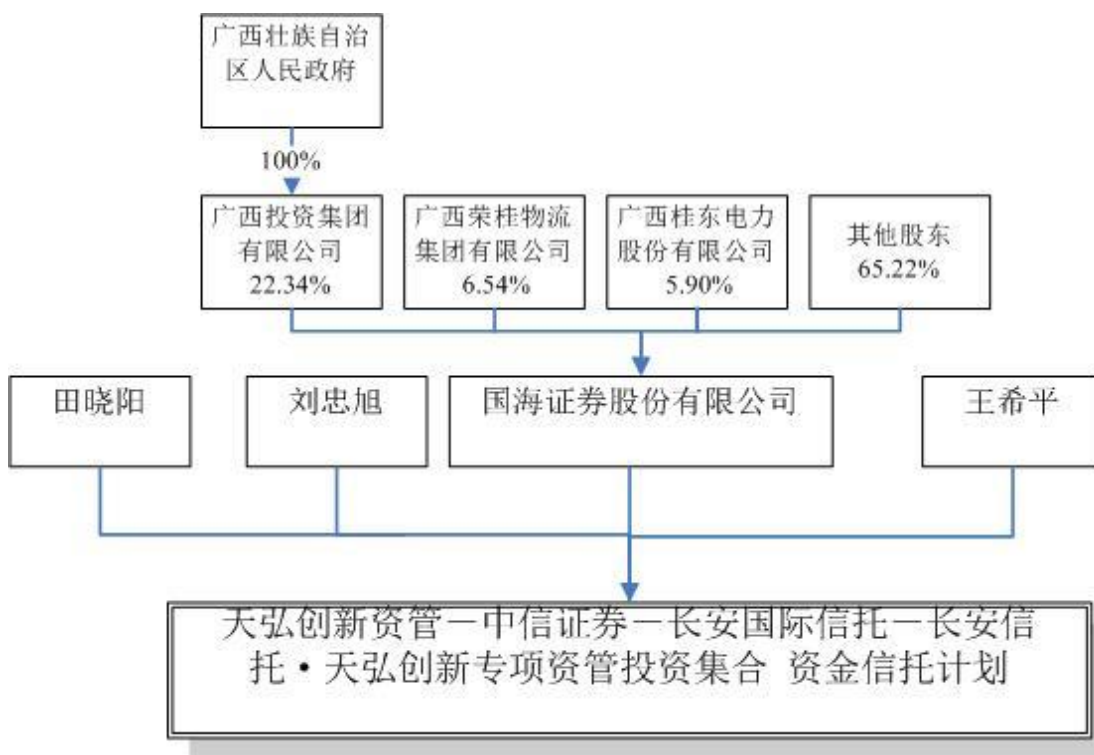 广西壮族自治
区人民政府
100%
广西投资集团
有限公司
22.34%
广西荣桂物流
集团有限公司
6.54%
广西桂东电力
股份有限公司
5.90%
其他股东
65.22%
田晓阳
刘忠旭
国海证券股份有限公司
王希平
天弘创新资管－中信证券－长安国际信托－长安信
托·天弘创新专项资管投资集合 资金信托计划